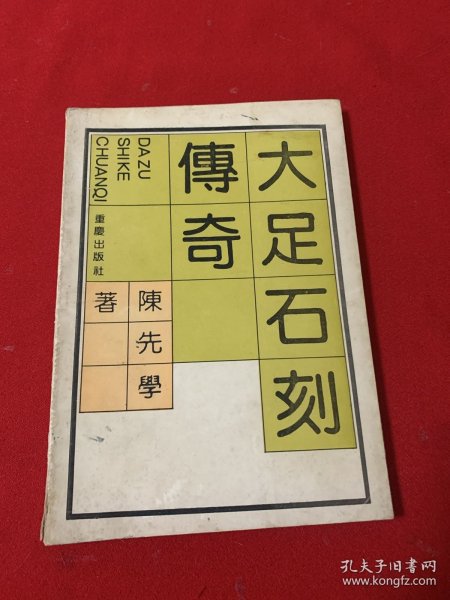 大足石刻
傳奇
DAZU
SHIKE
CHUANQI
重慶出版社
陳先學
著
孔夫子旧书网
www.kongfz.com